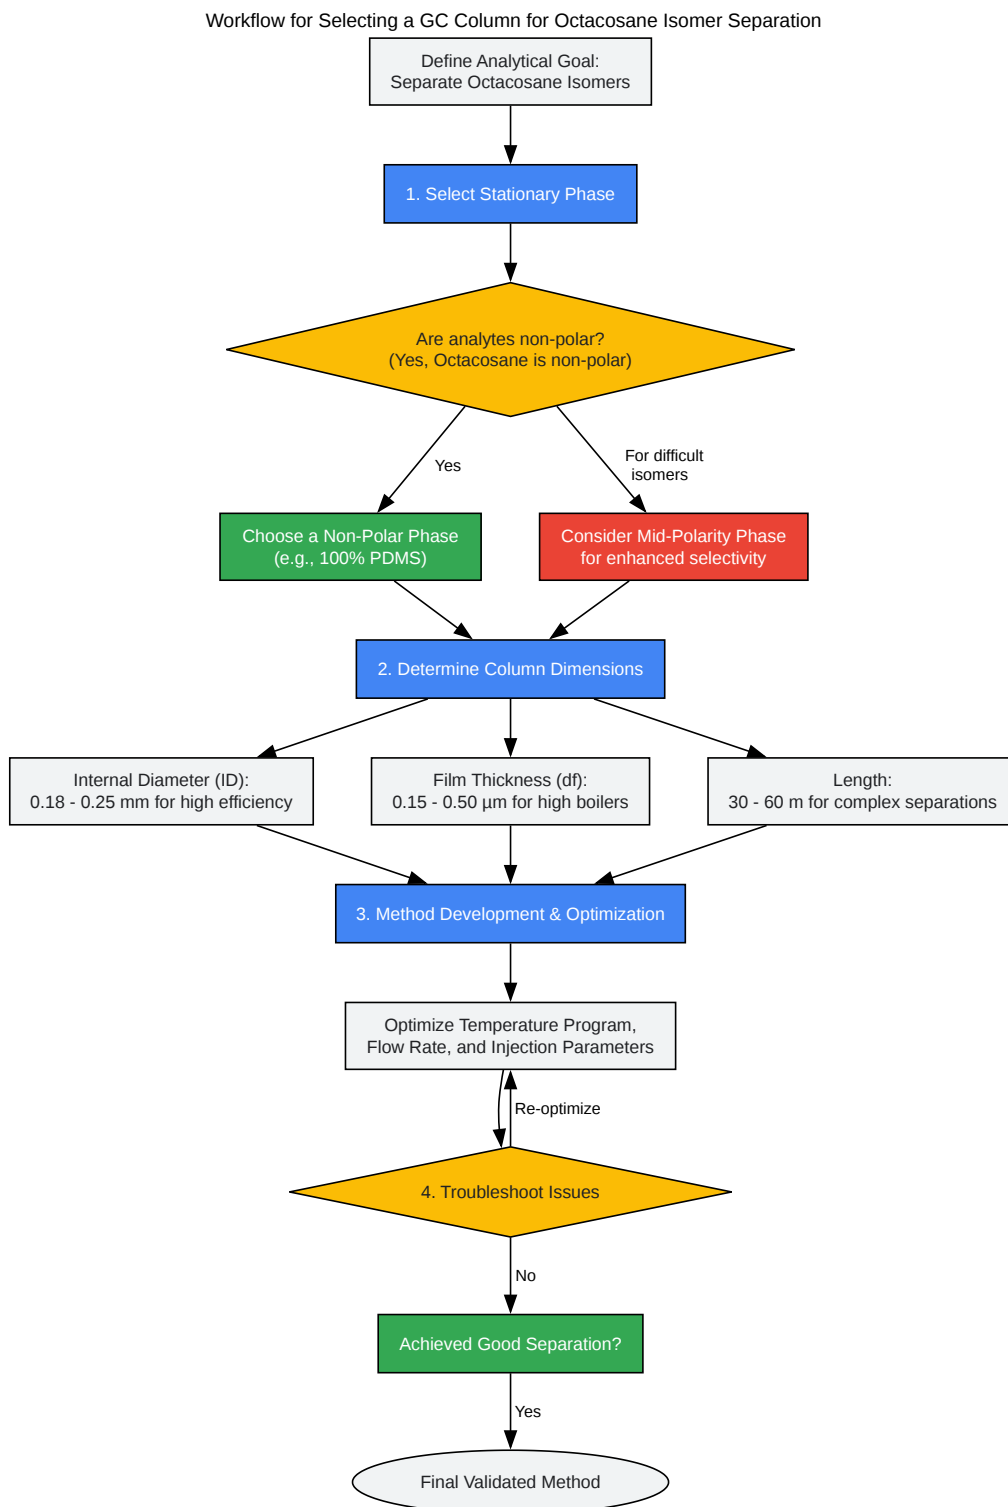 Workflow for Selecting a GC Column for Octacosane Isomer Separation
Define Analytical Goal:
Separate Octacosane Isomers
1. Select Stationary Phase
Are analytes non-polar?
(Yes, Octacosane is non-polar)
Yes
For difficult
isomers
Choose a Non-Polar Phase
(e.g., 100% PDMS)
Consider Mid-Polarity Phase
for enhanced selectivity
2. Determine Column Dimensions
Internal Diameter (ID):
0.18 - 0.25 mm for high efficiency
Film Thickness (df):
0.15 - 0.50 µm for high boilers
Length:
30 - 60 m for complex separations
3. Method Development & Optimization
Optimize Temperature Program,
Flow Rate, and Injection Parameters
Re-optimize
4. Troubleshoot Issues
No
Achieved Good Separation?
Yes
Final Validated Method